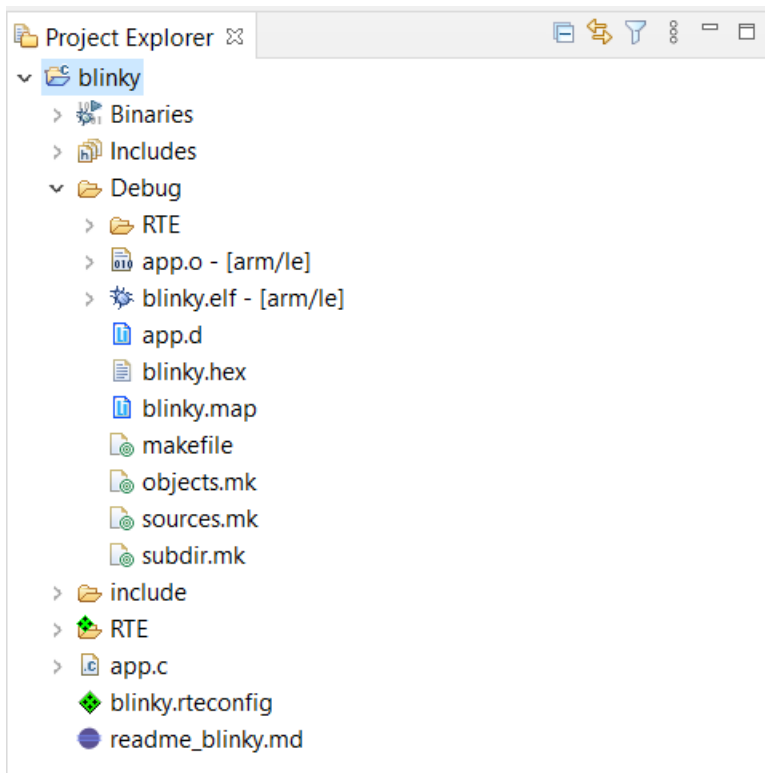 Project Explorer
blinky
Binaries
Includes
Debug
RTE
app.o - [arm/le]
blinky.elf - [arm/le]
app.d
blinky.hex
blinky.map
makefile
objects.mk
sources.mk
subdir.mk
include
RTE
app.c
blinky.rteconfig
readme_blinky.md